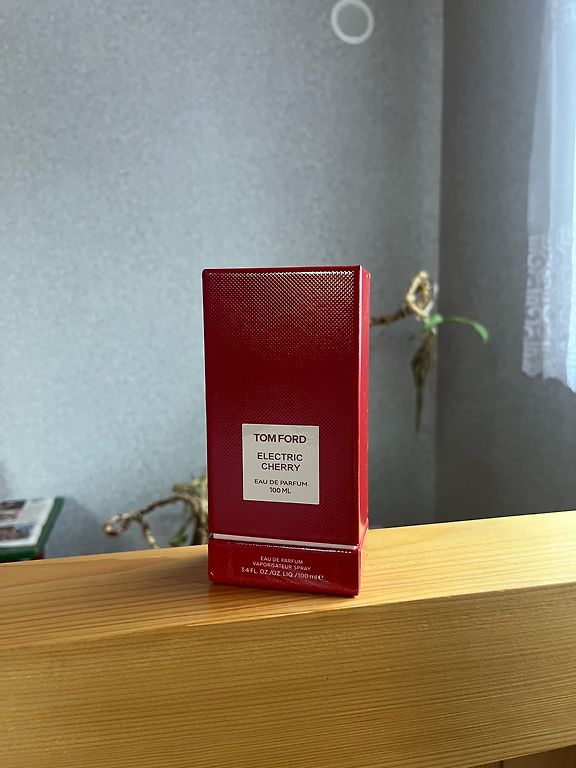 TOM FORD
ELECTRIC
CHERRY
EAU DE PARFUM
100 ML
EAU DE PARFUM
VAPORISATEUR SPRAY
3.4 FL. OZ./OZ. LIQ./100 ml ℮